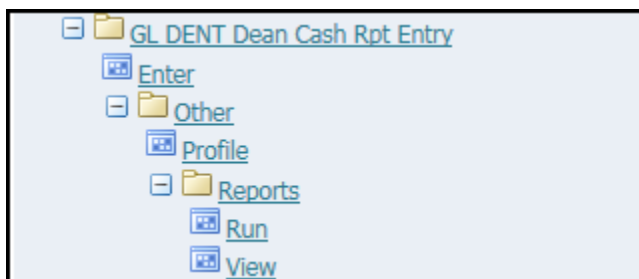 GL DENT Dean Cash Rpt Entry
Enter
Other
Profile
Reports
Run
View